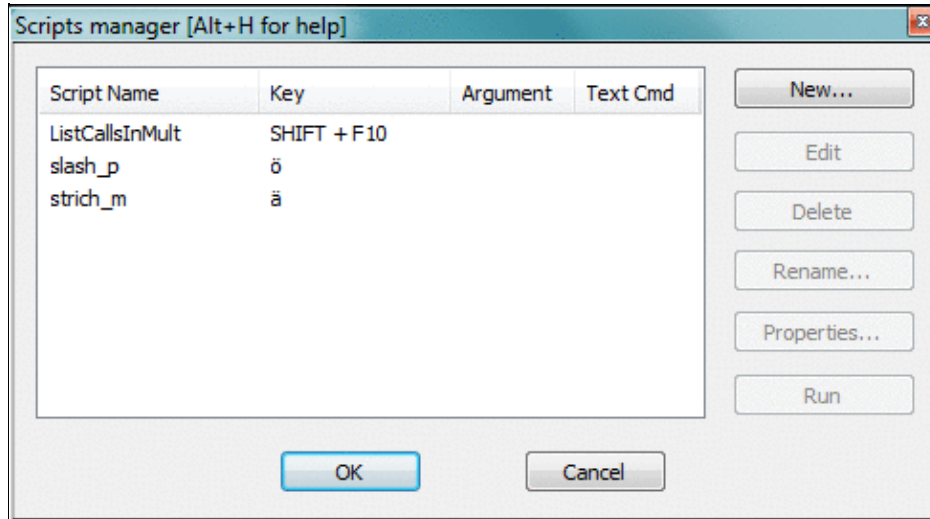 Scripts manager [Alt+H for help]
Script Name Key Argument Text Cmd
ListCallsInMult SHIFT + F10
slash_p ö
strich_m ä
New...
Edit
Delete
Rename...
Properties...
Run
OK Cancel